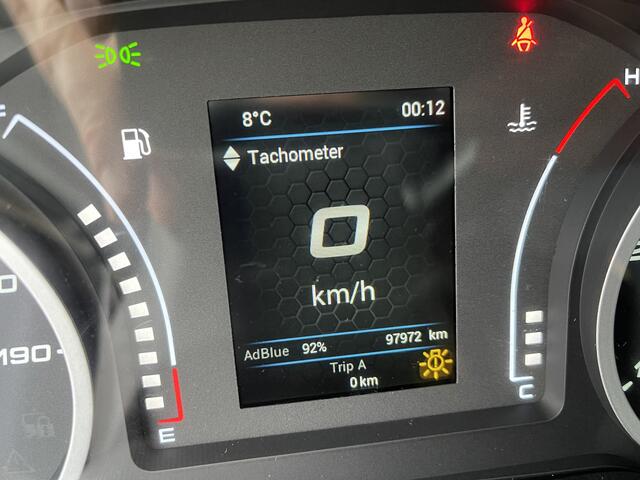 8°C 00:12
F
H
Tachometer
0
km/h
190
AdBlue 92% 97972 km
Trip A
0 km
E
C